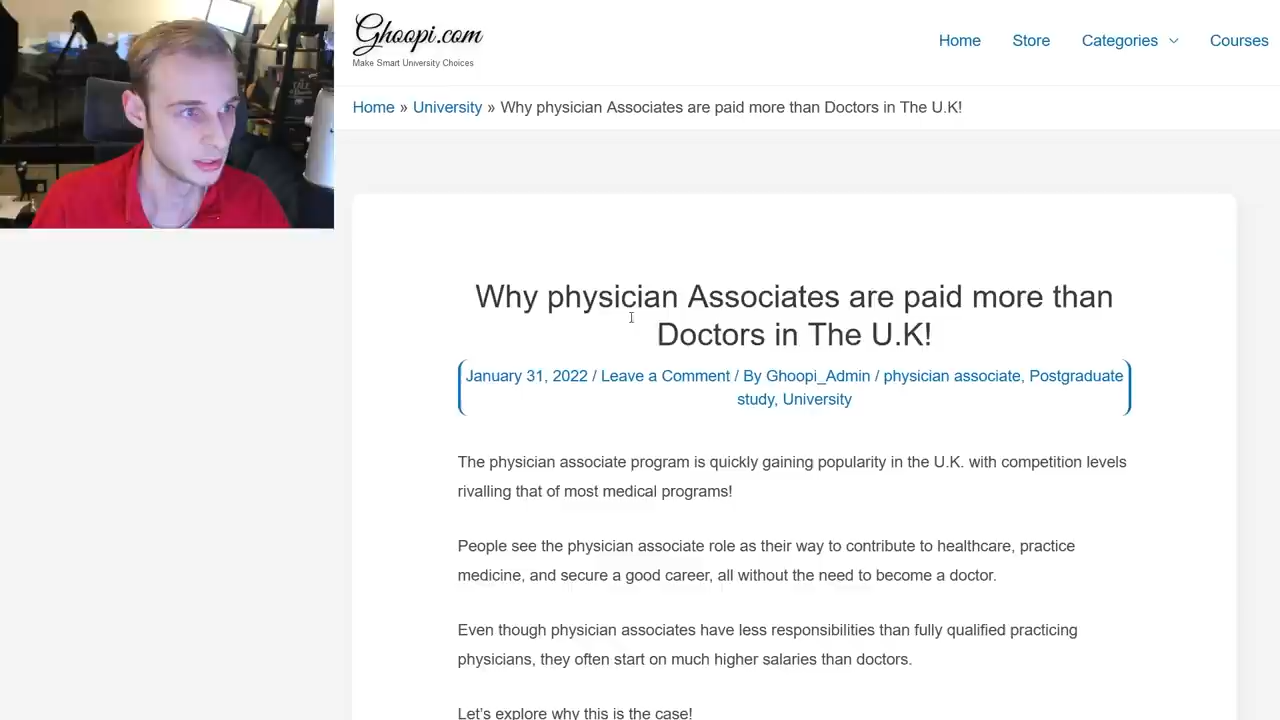 Ghoopi.com
Make Smart University Choices
Home
Store
Categories
Courses
Home » University » Why physician Associates are paid more than Doctors in The U.K!
Why physician Associates are paid more than
Doctors in The U.K!
January 31, 2022 / Leave a Comment / By Ghoopi_Admin / physician associate, Postgraduate
study, University
The physician associate program is quickly gaining popularity in the U.K. with competition levels
rivalling that of most medical programs!
People see the physician associate role as their way to contribute to healthcare, practice
medicine, and secure a good career, all without the need to become a doctor.
Even though physician associates have less responsibilities than fully qualified practicing
physicians, they often start on much higher salaries than doctors.
Let's explore why this is the case!